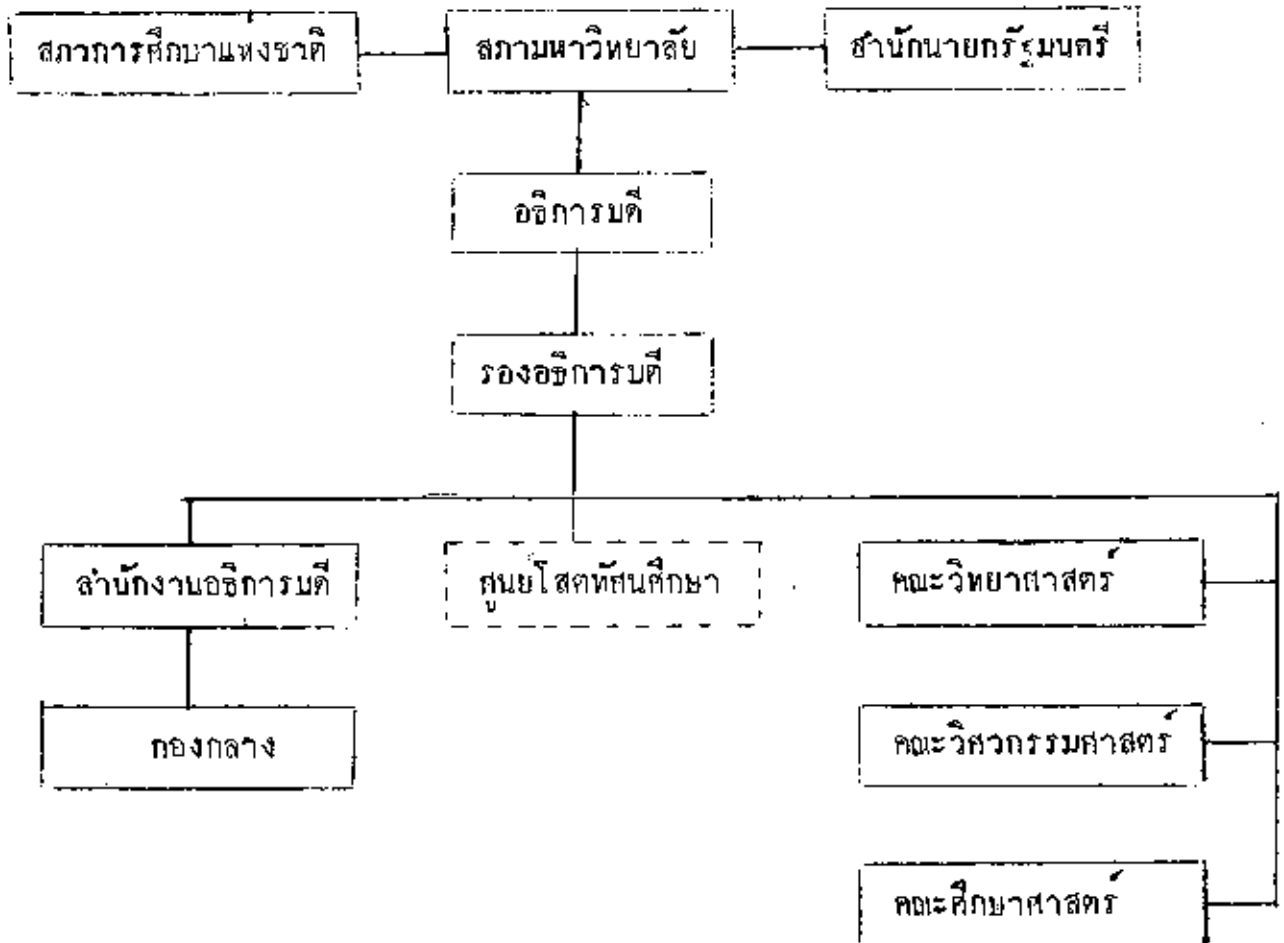 สภาการศึกษาแห่งชาติ
สภามหาวิทยาลัย
สำนักนายกรัฐมนตรี
อธิการบดี
รองอธิการบดี
สำนักงานอธิการบดี
ศูนย์โสตทัศนศึกษา
คณะวิทยาศาสตร์
กองกลาง
คณะวิศวกรรมศาสตร์
คณะศึกษาศาสตร์